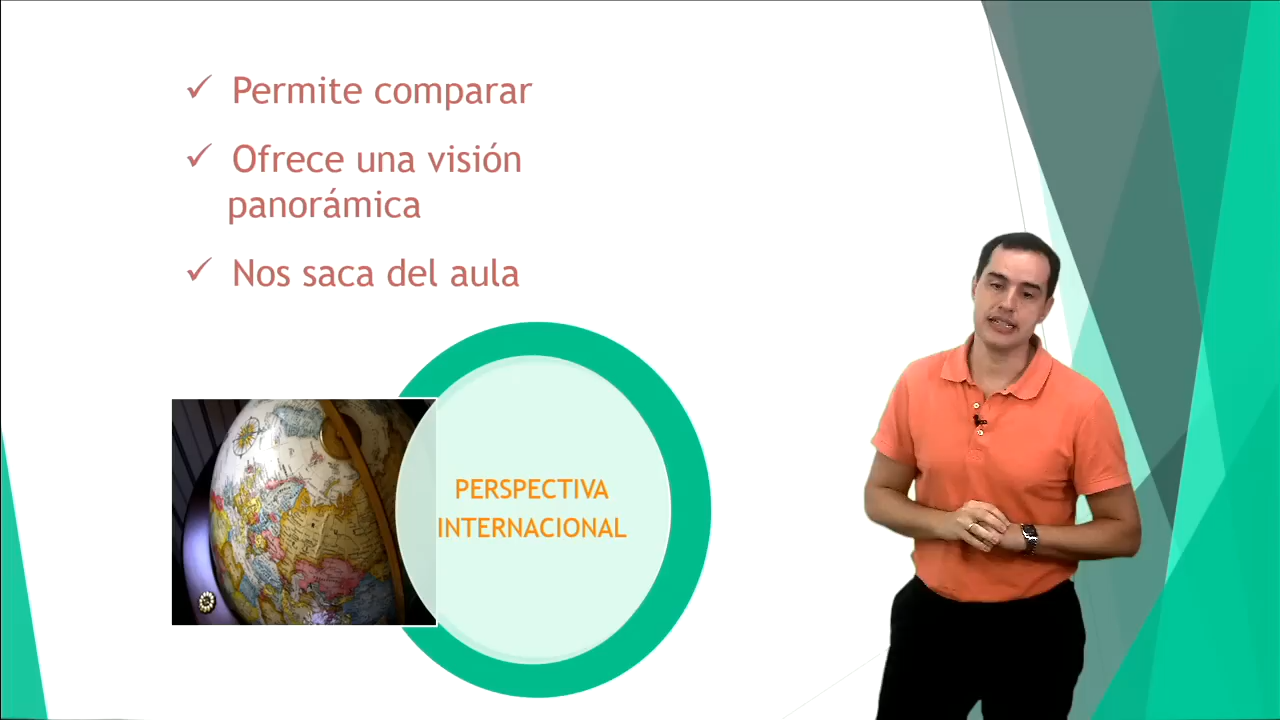 ✓ Permite comparar
✓ Ofrece una visión
panorámica
✓ Nos saca del aula
PERSPECTIVA
INTERNACIONAL